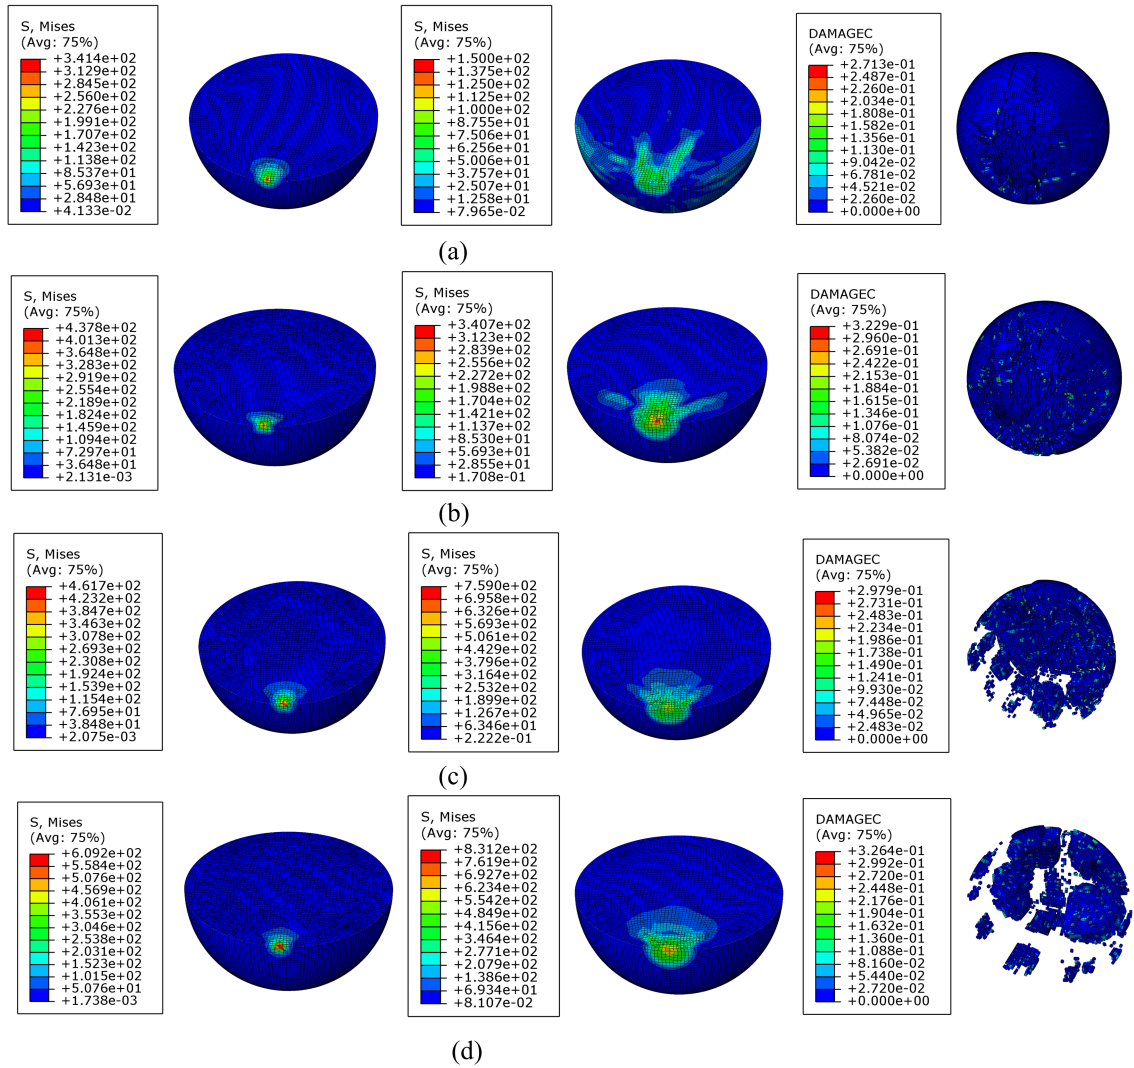 S, Mises
(Avg: 75%)
+3.414e+02
+3.129e+02
+2.845e+02
+2.560e+02
+2.276e+02
+1.991e+02
+1.707e+02
+1.423e+02
+1.138e+02
+8.537e+01
+5.693e+01
+2.848e+01
+4.133e-02
S, Mises
(Avg: 75%)
+1.500e+02
+1.375e+02
+1.250e+02
+1.125e+02
+1.000e+02
+8.755e+01
+7.506e+01
+6.256e+01
+5.006e+01
+3.757e+01
+2.507e+01
+1.258e+01
+7.965e-02
DAMAGEC
(Avg: 75%)
+2.713e-01
+2.487e-01
+2.260e-01
+2.034e-01
+1.808e-01
+1.582e-01
+1.356e-01
+1.130e-01
+9.042e-02
+6.781e-02
+4.521e-02
+2.260e-02
+0.000e+00
(a)
S, Mises
(Avg: 75%)
+4.378e+02
+4.013e+02
+3.648e+02
+3.283e+02
+2.919e+02
+2.554e+02
+2.189e+02
+1.824e+02
+1.459e+02
+1.094e+02
+7.297e+01
+3.648e+01
+2.131e-03
S, Mises
(Avg: 75%)
+3.407e+02
+3.123e+02
+2.839e+02
+2.556e+02
+2.272e+02
+1.988e+02
+1.704e+02
+1.421e+02
+1.137e+02
+8.530e+01
+5.693e+01
+2.855e+01
+1.708e-01
DAMAGEC
(Avg: 75%)
+3.229e-01
+2.960e-01
+2.691e-01
+2.422e-01
+2.153e-01
+1.884e-01
+1.615e-01
+1.346e-01
+1.076e-01
+8.074e-02
+5.382e-02
+2.691e-02
+0.000e+00
(b)
S, Mises
(Avg: 75%)
+4.617e+02
+4.232e+02
+3.847e+02
+3.463e+02
+3.078e+02
+2.693e+02
+2.308e+02
+1.924e+02
+1.539e+02
+1.154e+02
+7.695e+01
+3.848e+01
+2.075e-03
S, Mises
(Avg: 75%)
+7.590e+02
+6.958e+02
+6.326e+02
+5.693e+02
+5.061e+02
+4.429e+02
+3.796e+02
+3.164e+02
+2.532e+02
+1.899e+02
+1.267e+02
+6.346e+01
+2.222e-01
DAMAGEC
(Avg: 75%)
+2.979e-01
+2.731e-01
+2.483e-01
+2.234e-01
+1.986e-01
+1.738e-01
+1.490e-01
+1.241e-01
+9.930e-02
+7.448e-02
+4.965e-02
+2.483e-02
+0.000e+00
(c)
S, Mises
(Avg: 75%)
+6.092e+02
+5.584e+02
+5.076e+02
+4.569e+02
+4.061e+02
+3.553e+02
+3.046e+02
+2.538e+02
+2.031e+02
+1.523e+02
+1.015e+02
+5.076e+01
+1.738e-03
S, Mises
(Avg: 75%)
+8.312e+02
+7.619e+02
+6.927e+02
+6.234e+02
+5.542e+02
+4.849e+02
+4.156e+02
+3.464e+02
+2.771e+02
+2.079e+02
+1.386e+02
+6.934e+01
+8.107e-02
DAMAGEC
(Avg: 75%)
+3.264e-01
+2.992e-01
+2.720e-01
+2.448e-01
+2.176e-01
+1.904e-01
+1.632e-01
+1.360e-01
+1.088e-01
+8.160e-02
+5.440e-02
+2.720e-02
+0.000e+00
(d)